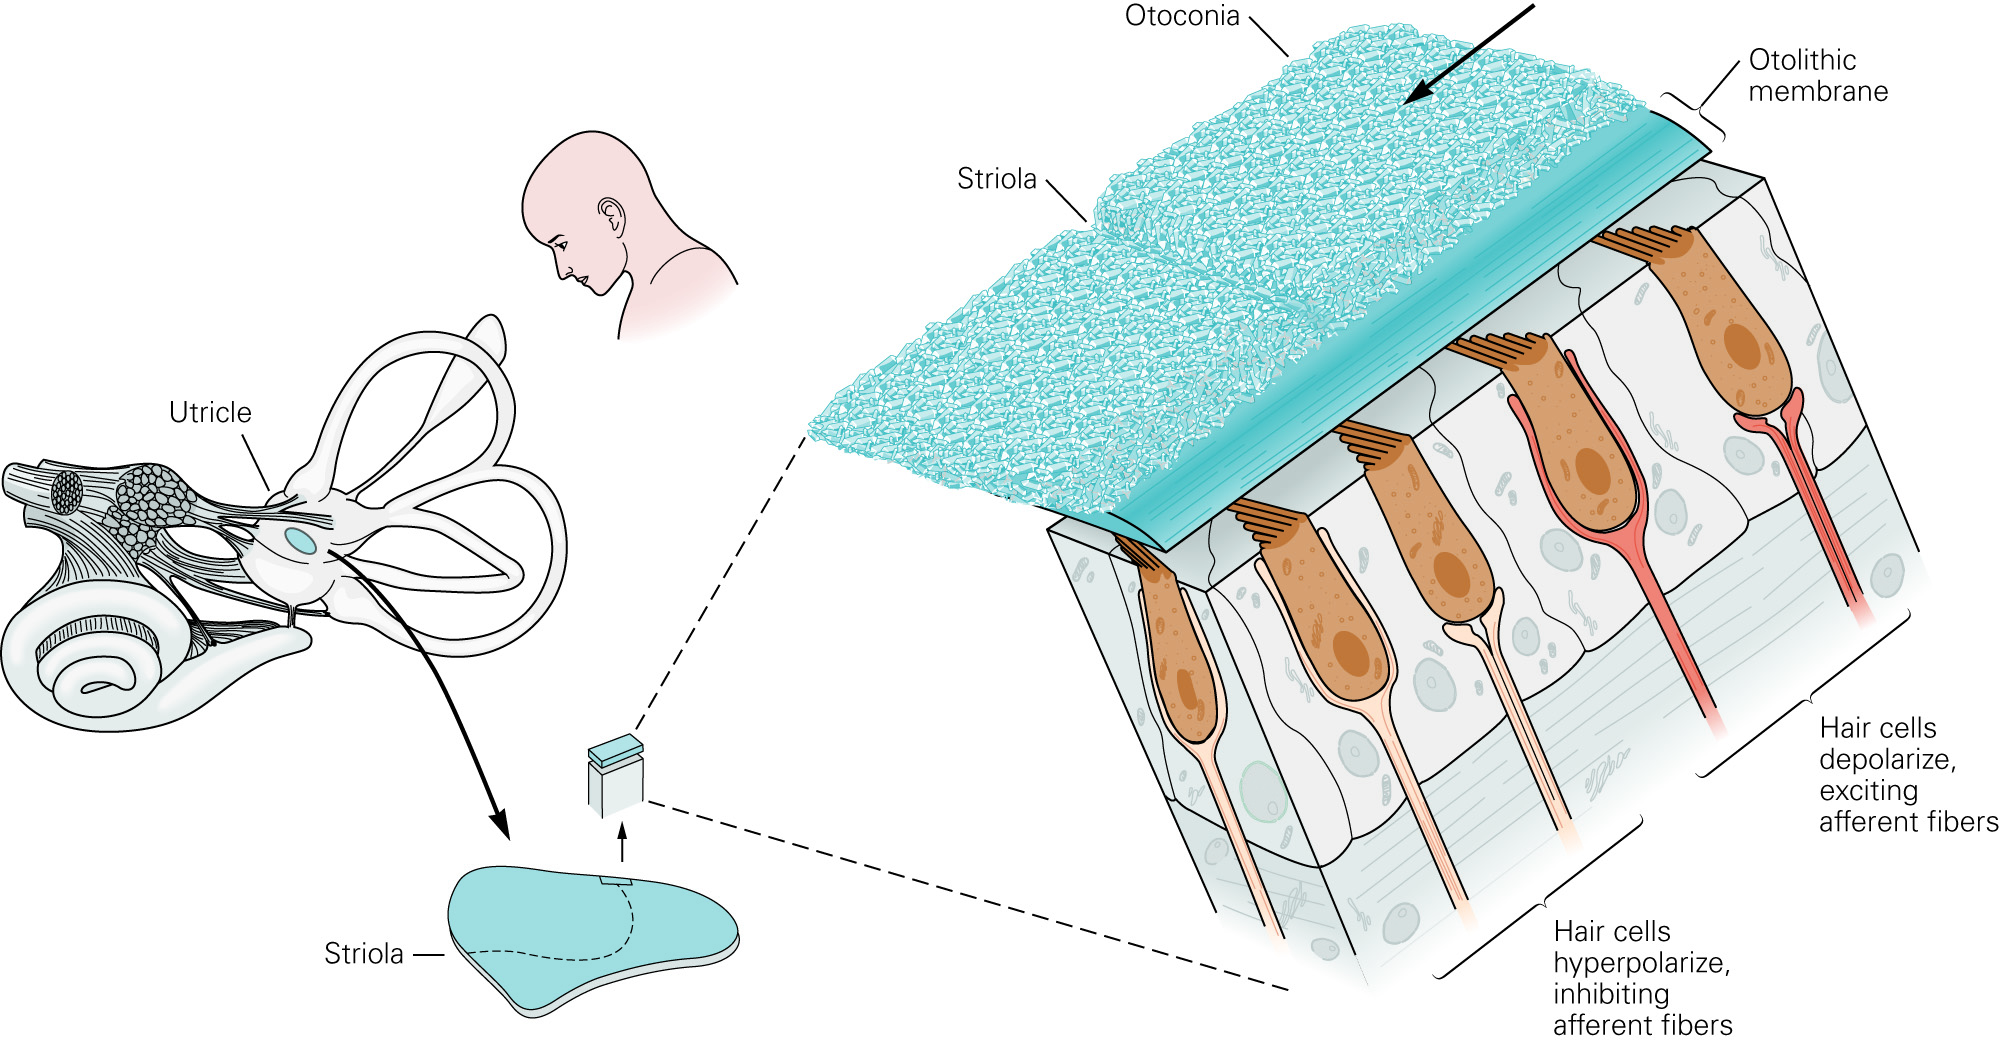 Otoconia
Otolithic
membrane
Striola
Utricle
Hair cells
depolarize,
exciting
afferent fibers
Hair cells
hyperpolarize,
inhibiting
afferent fibers
Striola